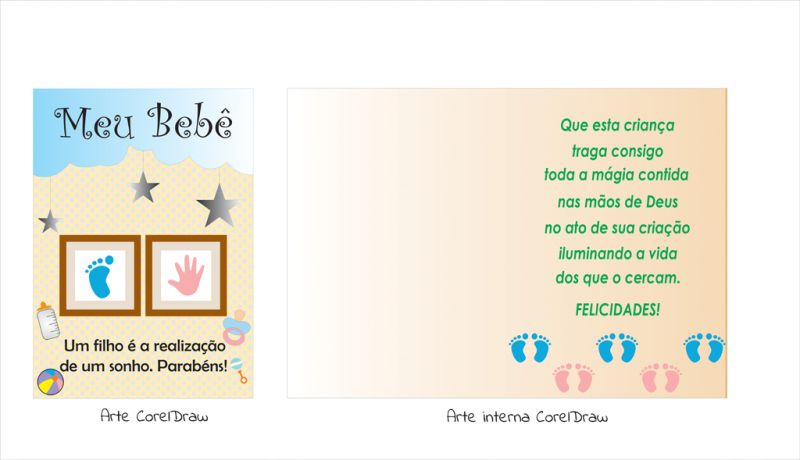 Meu Bebê
Um filho é a realização
de um sonho. Parabéns!
Arte CorelDraw
Que esta criança
traga consigo
toda a mágia contida
nas mãos de Deus
no ato de sua criação
iluminando a vida
dos que o cercam.
FELICIDADES!
Arte interna CorelDraw